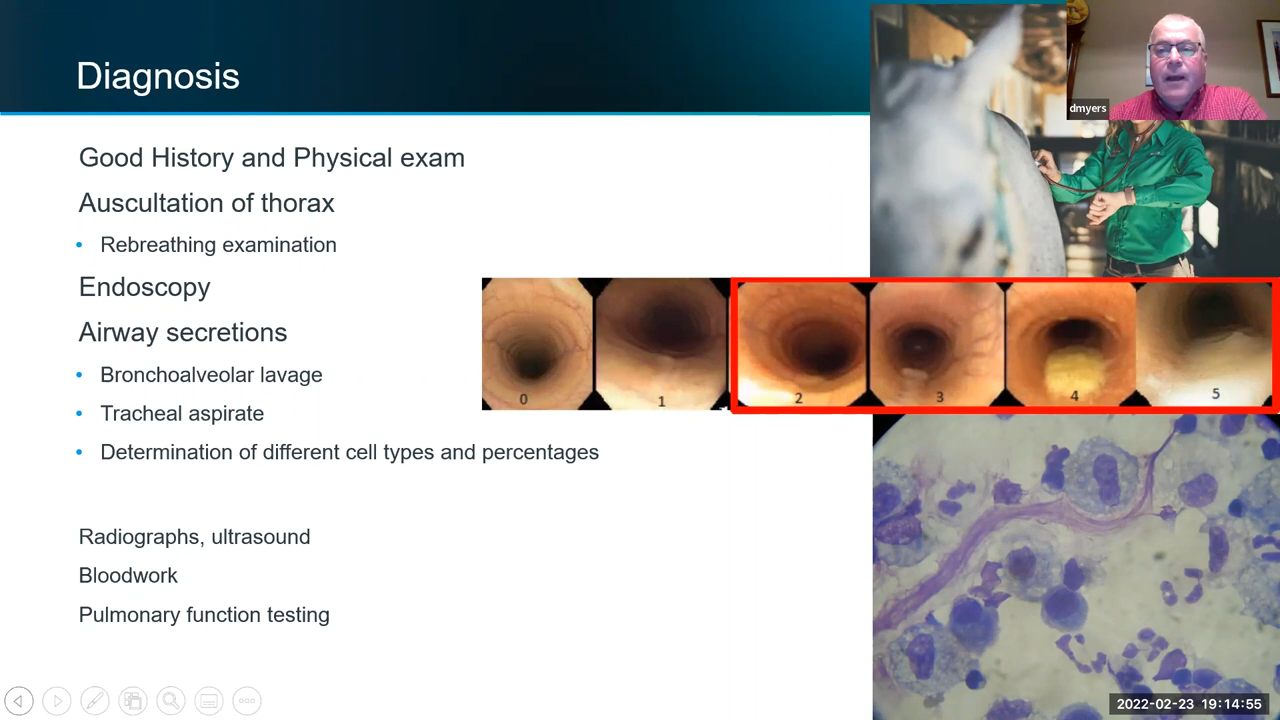 Diagnosis
dmyers
Good History and Physical exam
Auscultation of thorax
• Rebreathing examination
Endoscopy
Airway secretions
• Bronchoalveolar lavage
• Tracheal aspirate
• Determination of different cell types and percentages
0 1 2 3 4 5
Radiographs, ultrasound
Bloodwork
Pulmonary function testing
2022-02-23 19:14:55